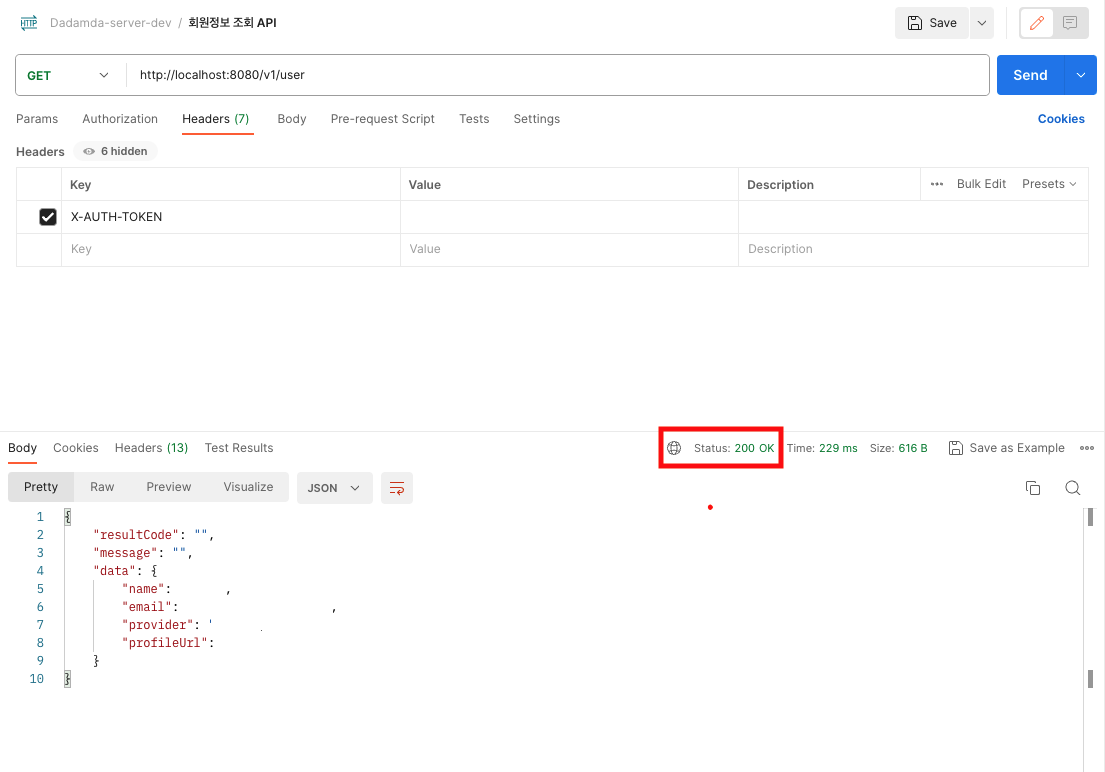 HTTP Dadamda-server-dev / 회원정보 조회 API Save
GET http://localhost:8080/v1/user Send
Params Authorization Headers (7) Body Pre-request Script Tests Settings Cookies
Headers 6 hidden
Key Value Description ••• Bulk Edit Presets
X-AUTH-TOKEN
Key Value Description
Body Cookies Headers (13) Test Results Status: 200 OK Time: 229 ms Size: 616 B Save as Example •••
Pretty Raw Preview Visualize JSON
1 {
2 "resultCode": "",
3 "message": "",
4 "data": {
5 "name": ,
6 "email": ,
7 "provider": '
8 "profileUrl":
9 }
10 }